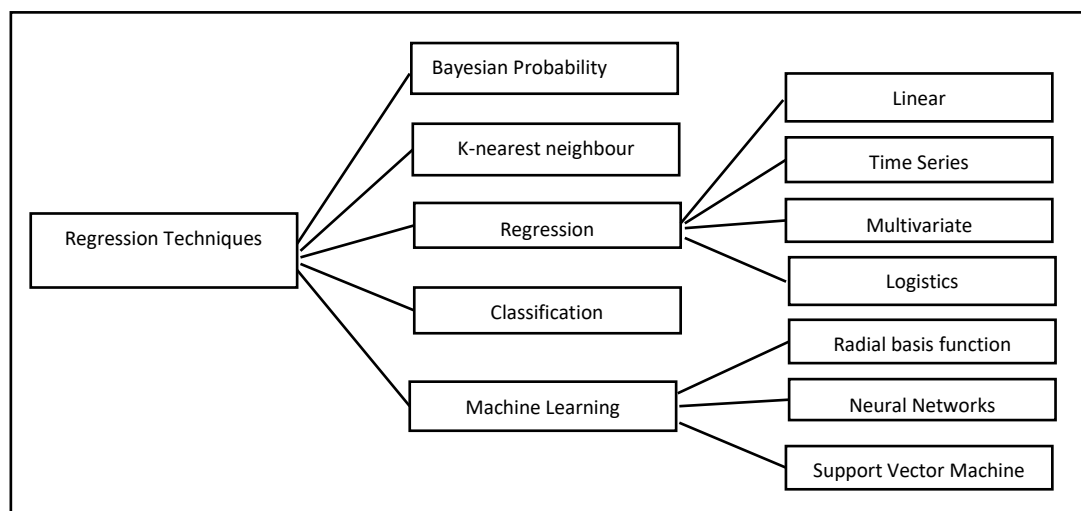 Regression Techniques
Bayesian Probability
K-nearest neighbour
Regression
Classification
Machine Learning
Linear
Time Series
Multivariate
Logistics
Radial basis function
Neural Networks
Support Vector Machine